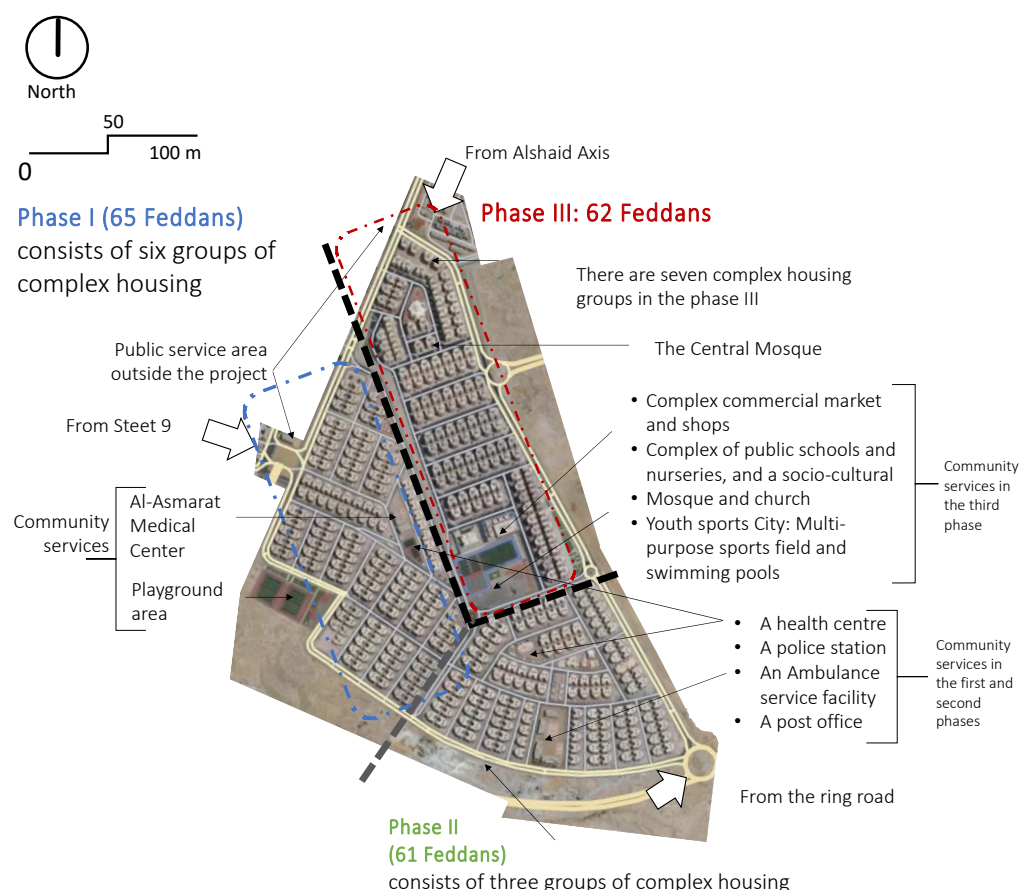 North
50
100 m
0
From Alshaid Axis
Phase I (65 Feddans)
consists of six groups of
complex housing
Phase III: 62 Feddans
There are seven complex housing
groups in the phase III
The Central Mosque
Public service area
outside the project
From Steet 9
• Complex commercial market
and shops
• Complex of public schools and
nurseries, and a socio-cultural
• Mosque and church
• Youth sports City: Multi-
purpose sports field and
swimming pools
Community
services in
the third
phase
Community
services
Al-Asmarat
Medical
Center
Playground
area
• A health centre
• A police station
• An Ambulance
service facility
• A post office
Community
services in
the first and
second
phases
From the ring road
Phase II
(61 Feddans)
consists of three groups of complex housing